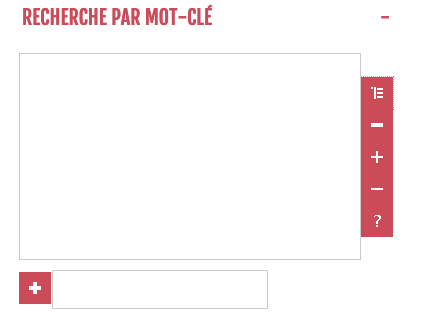 RECHERCHE PAR MOT-CLÉ -
?